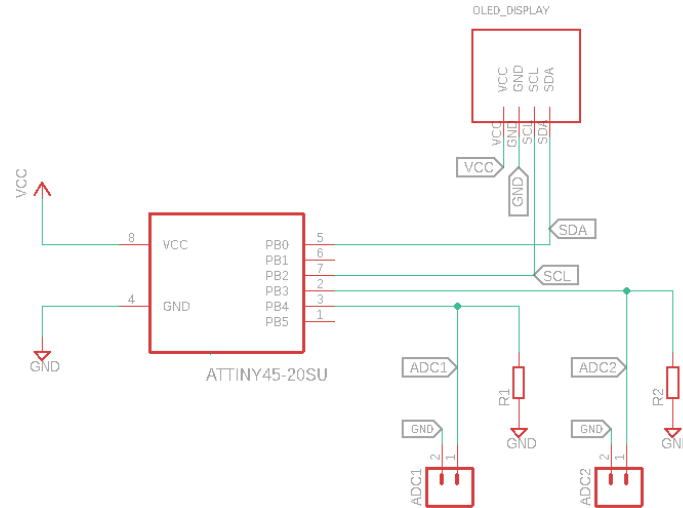 OLED_DISPLAY
VCC
GND
SCL
SDA
VCC
GND
SCL
SDA
VCC
GND
SDA
SCL
VCC
8
VCC
4
GND
GND
PB0
5
PB1
6
PB2
7
PB3
2
PB4
3
PB5
1
ATTINY45-20SU
ADC1
R1
GND
GND
2
1
ADC1
ADC2
R2
GND
GND
2
1
ADC2